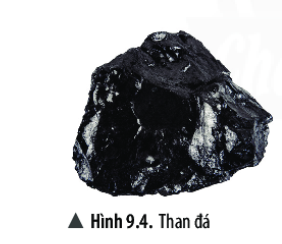 ▲ Hình 9.4. Than đá